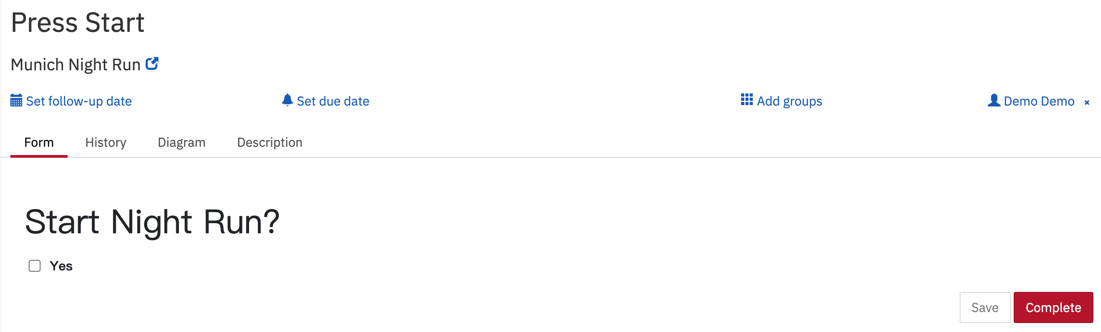 Press Start
Munich Night Run
Set follow-up date Set due date Add groups Demo Demo ×
Form History Diagram Description
Start Night Run?
Yes
Save Complete